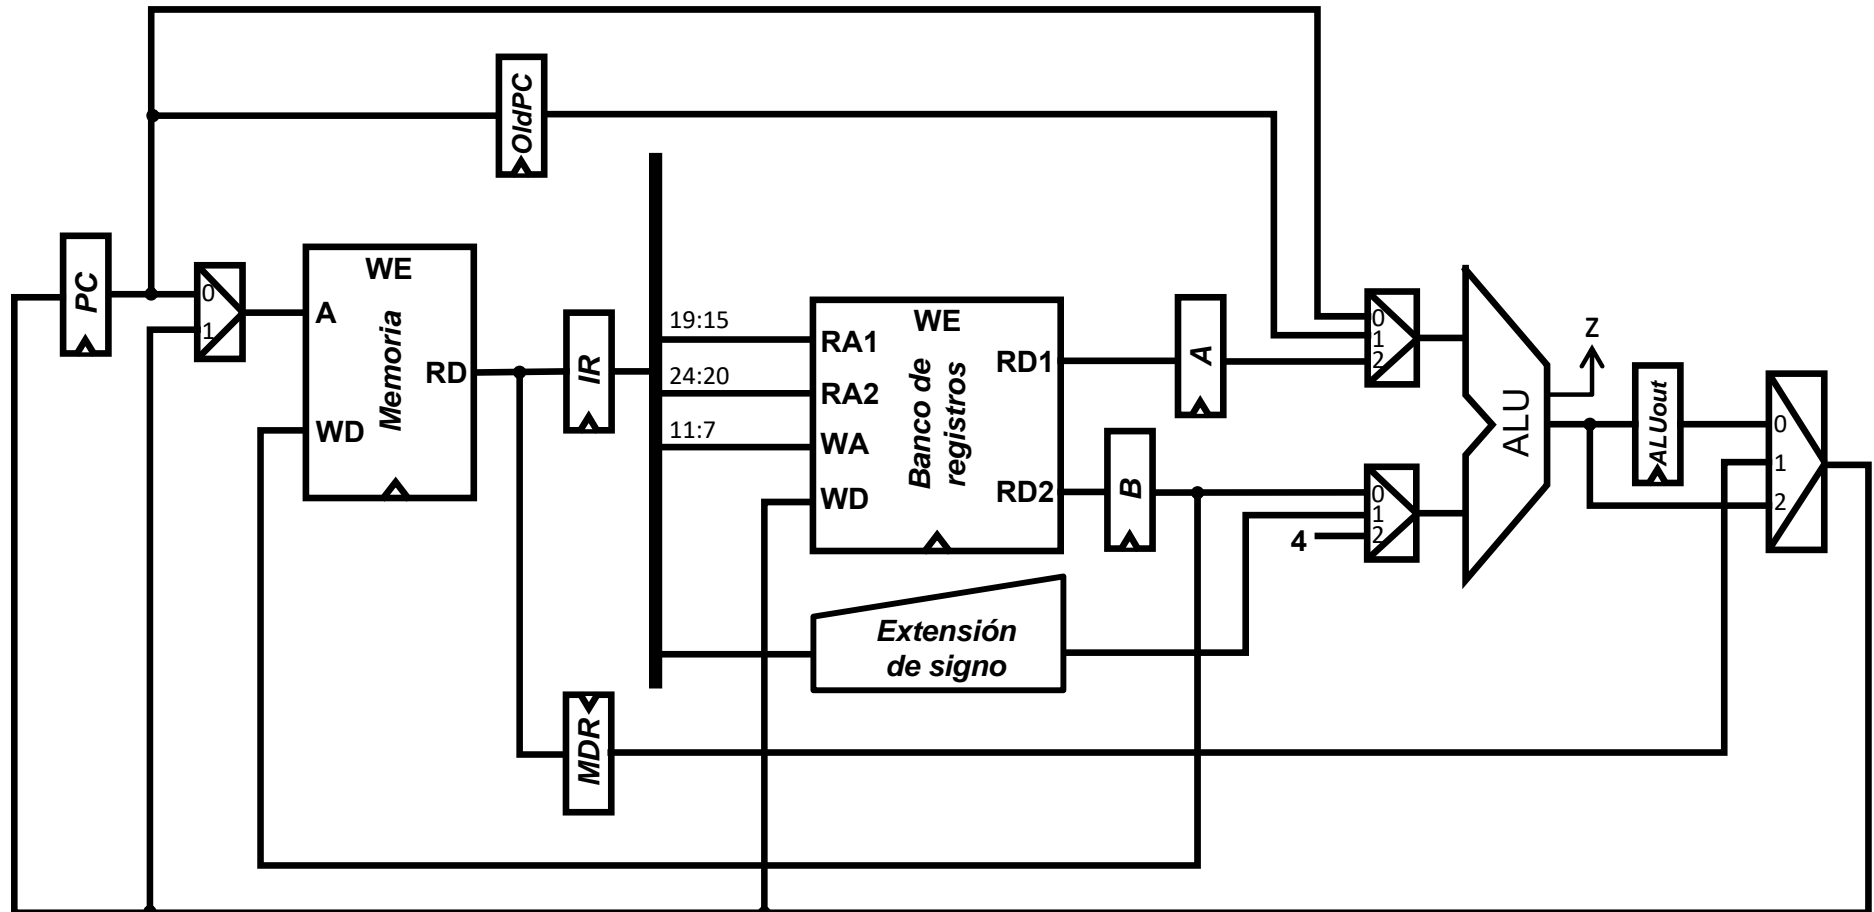 OldPC
PC
0
1
A
WE
Memoria
RD
WD
IR
19:15
24:20
11:7
RA1
RA2
WA
WD
WE
Banco de
registros
RD1
RD2
A
B
0
1
2
0
1
2
4
ALU
Z
ALUout
0
1
2
Extensión
de signo
MDR